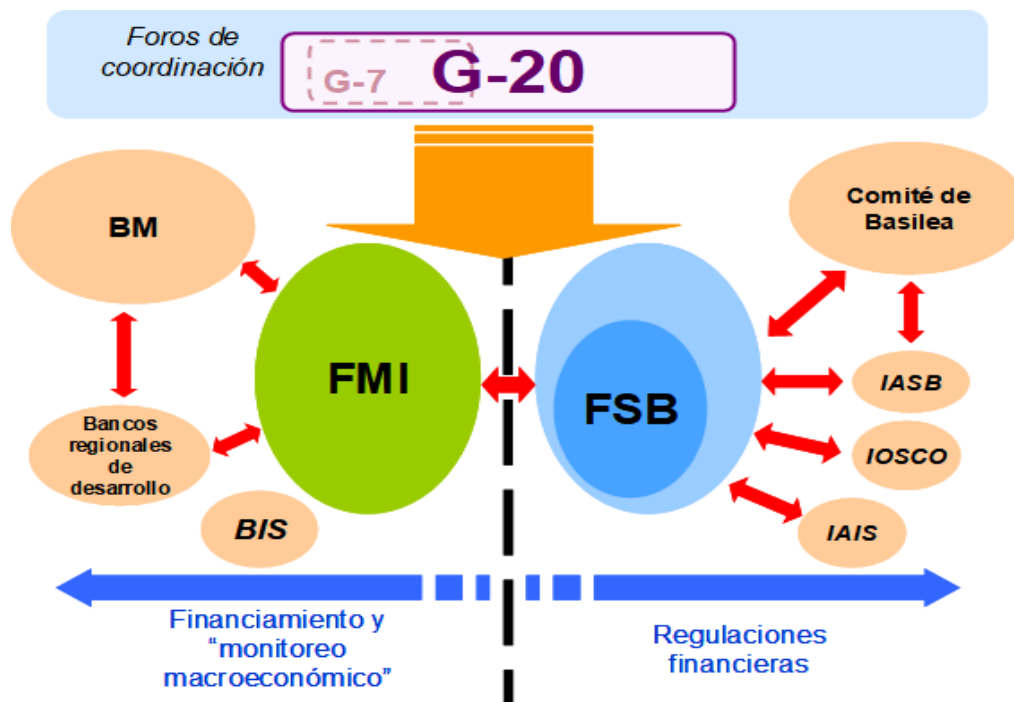 Foros de
coordinación
G-7
G-20
BM
Comité de
Basilea
FMI
FSB
IASB
Bancos
regionales
de
desarrollo
IOSCO
BIS
IAIS
Financiamiento y
“monitoreo
macroeconómico”
Regulaciones
financieras